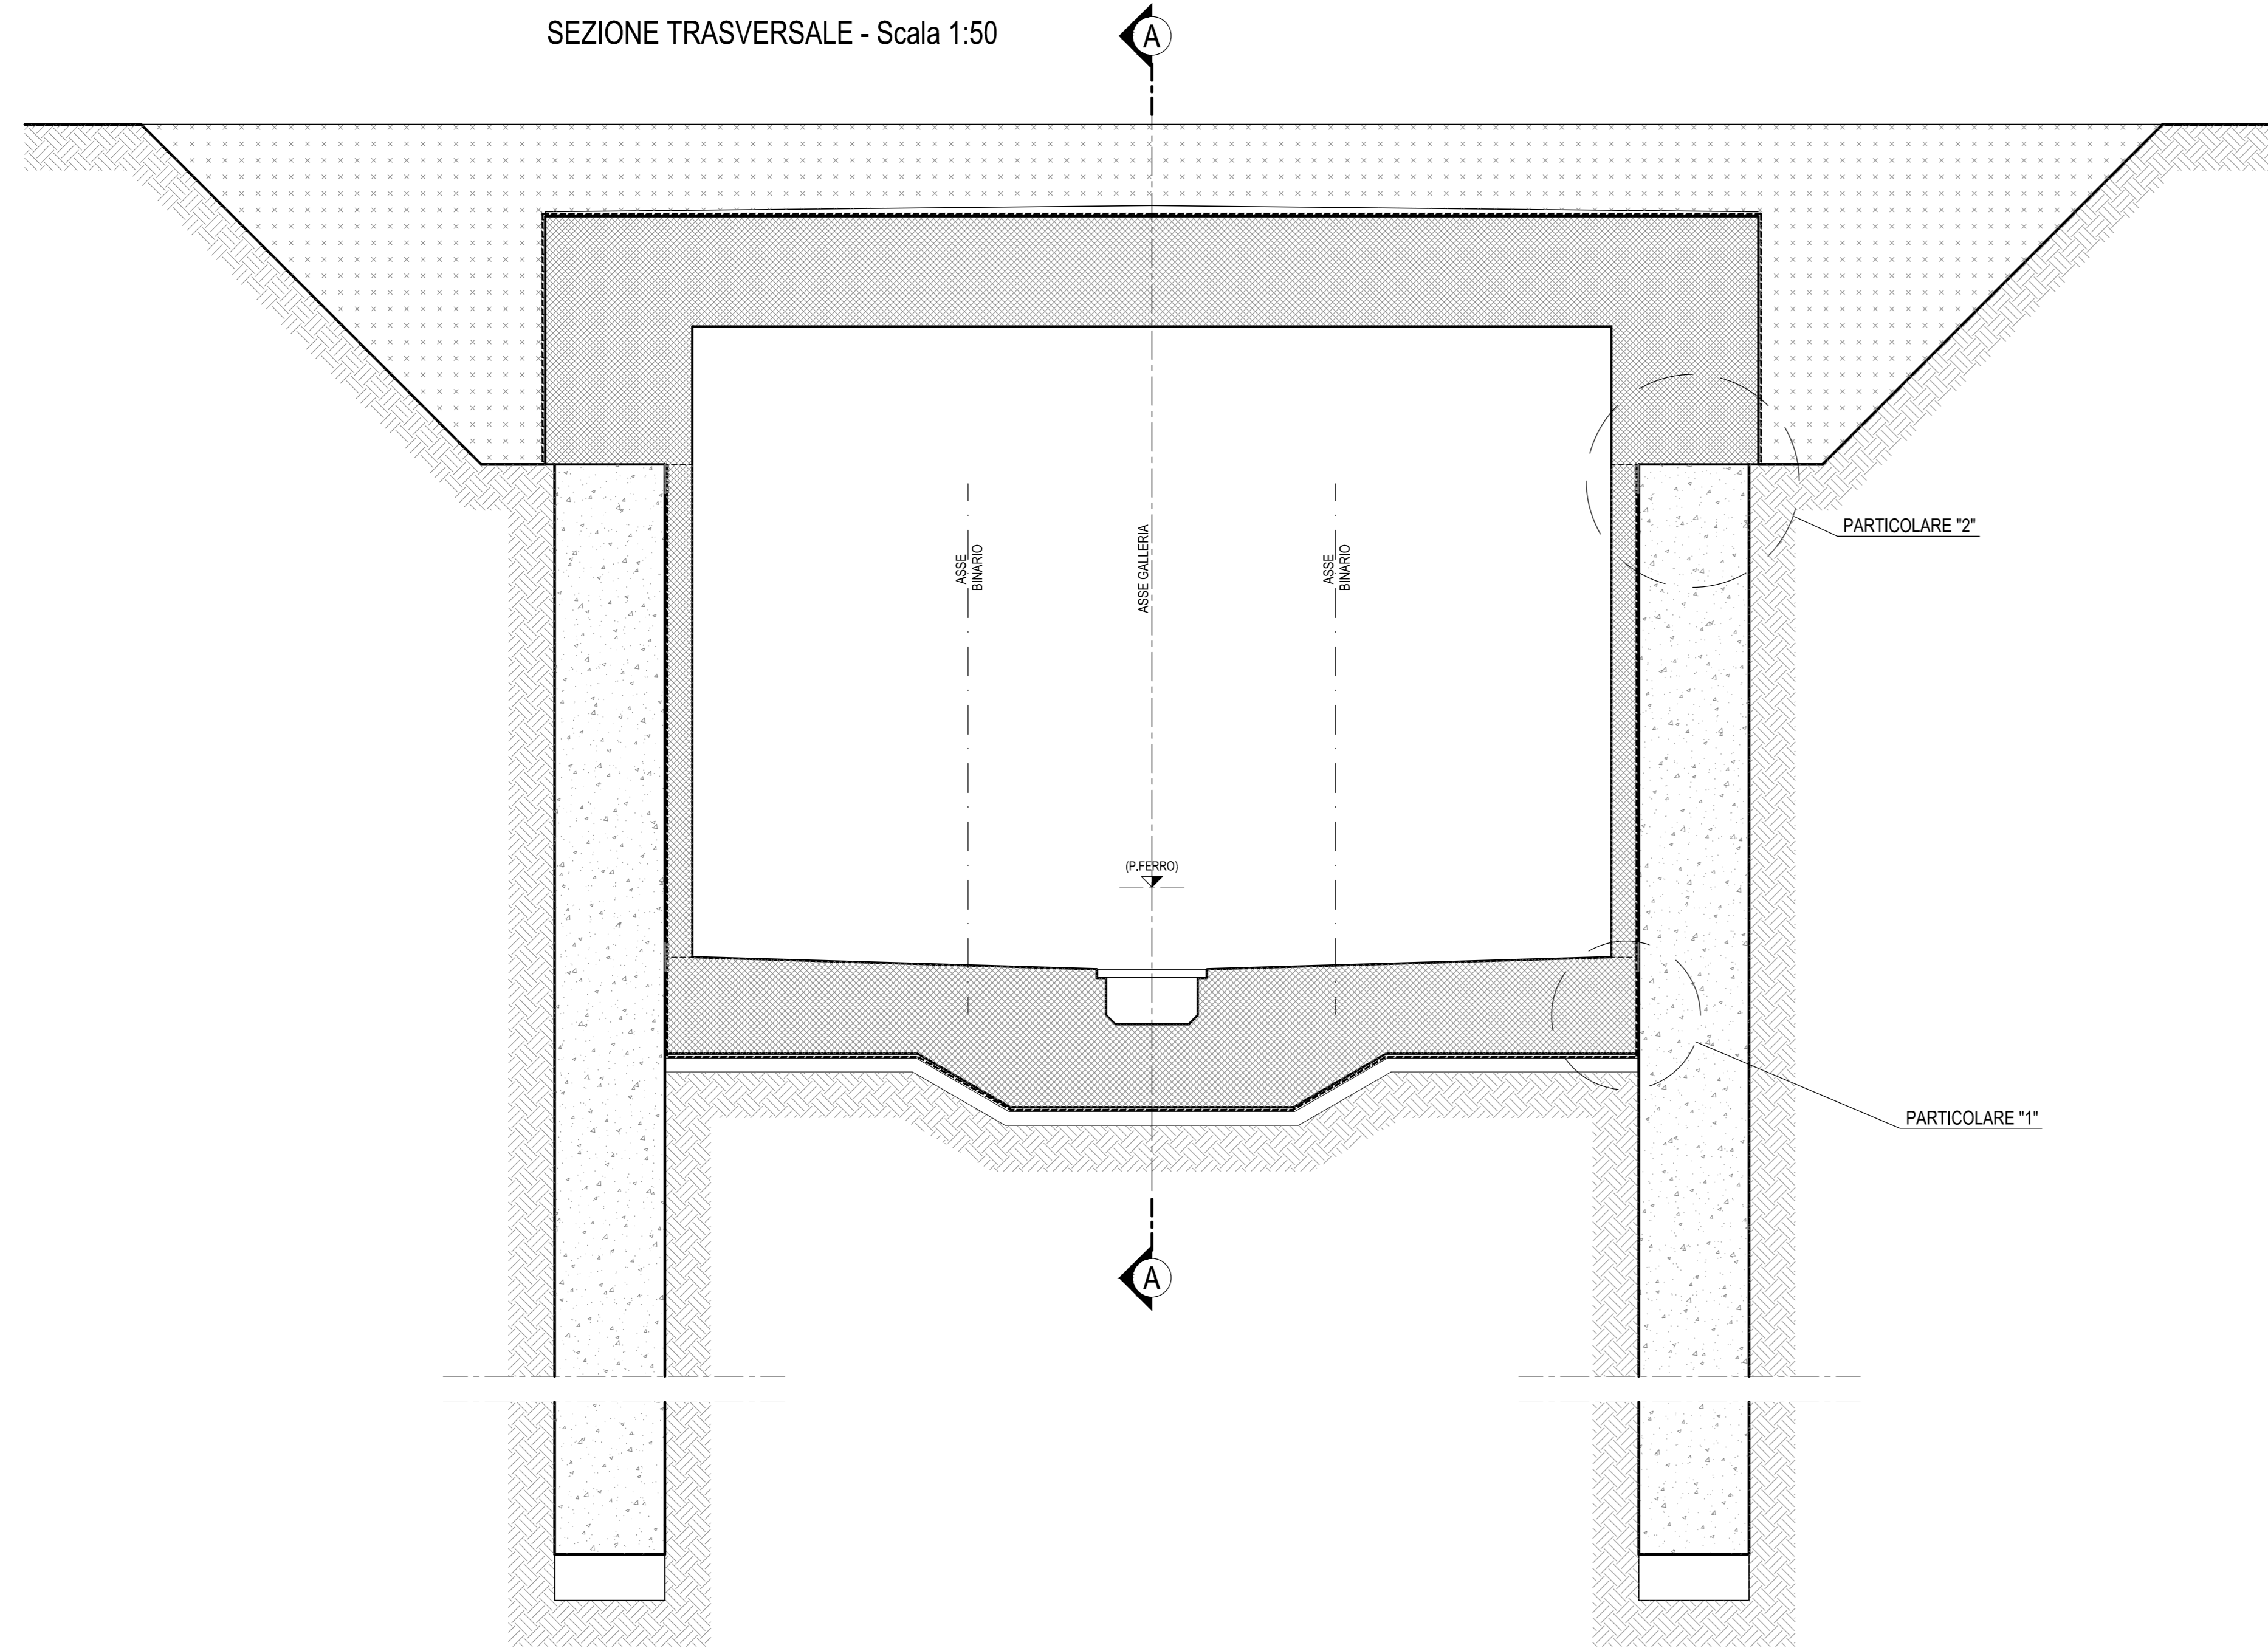 SEZIONE TRASVERSALE - Scala 1:50
A
PARTICOLARE "2"
ASSE
BINARIO
ASSE GALLERIA
ASSE
BINARIO
(P.FERRO)
PARTICOLARE "1"
A